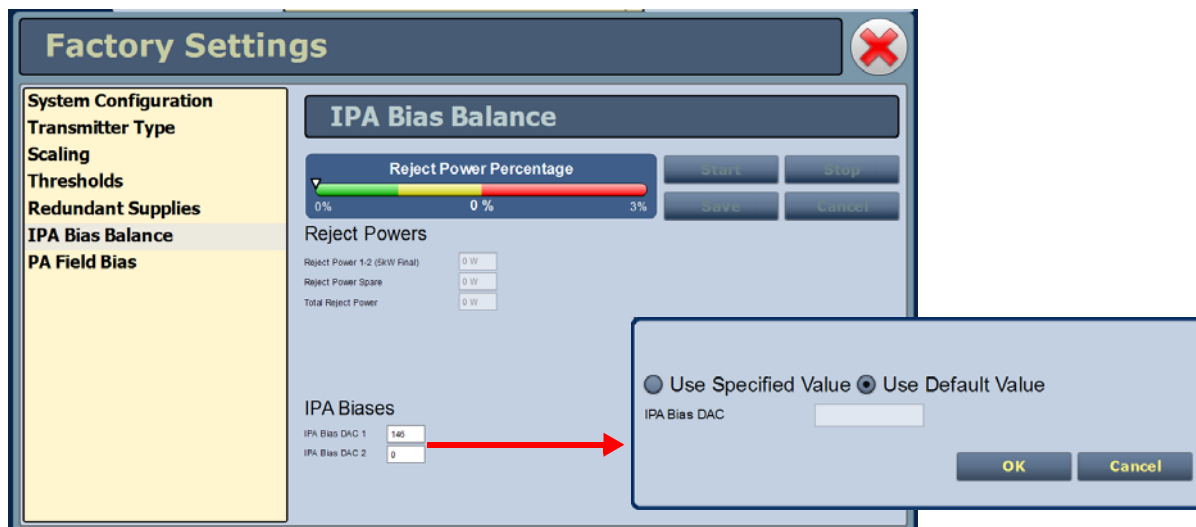 Factory Settings
System Configuration
Transmitter Type
Scaling
Thresholds
Redundant Supplies
IPA Bias Balance
PA Field Bias
IPA Bias Balance
Reject Power Percentage
0% 0 % 3%
Start Stop
Save Cancel
Reject Powers
Reject Power 1-2 (5kW Final) 0 W
Reject Power Spare 0 W
Total Reject Power 0 W
IPA Biases
IPA Bias DAC 1 146
IPA Bias DAC 2 0
Use Specified Value Use Default Value
IPA Bias DAC
OK Cancel